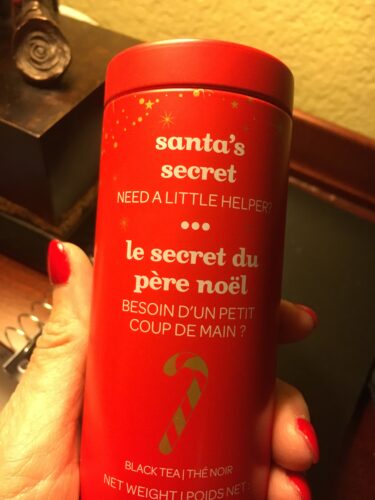 santa's
secret
NEED A LITTLE HELPER?
•••
le secret du
père noël
BESOIN D'UN PETIT
COUP DE MAIN ?
BLACK TEA | THÉ NOIR
NET WEIGHT | POIDS NET :